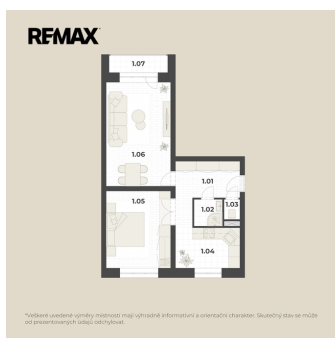 RE/MAX
1.07
1.06
1.01
1.05
1.02
1.03
1.04
*Veškeré uvedené výměry místností mají výhradně informativní a orientační charakter. Skutečný stav se může
od prezentovaných údajů odchylovat.